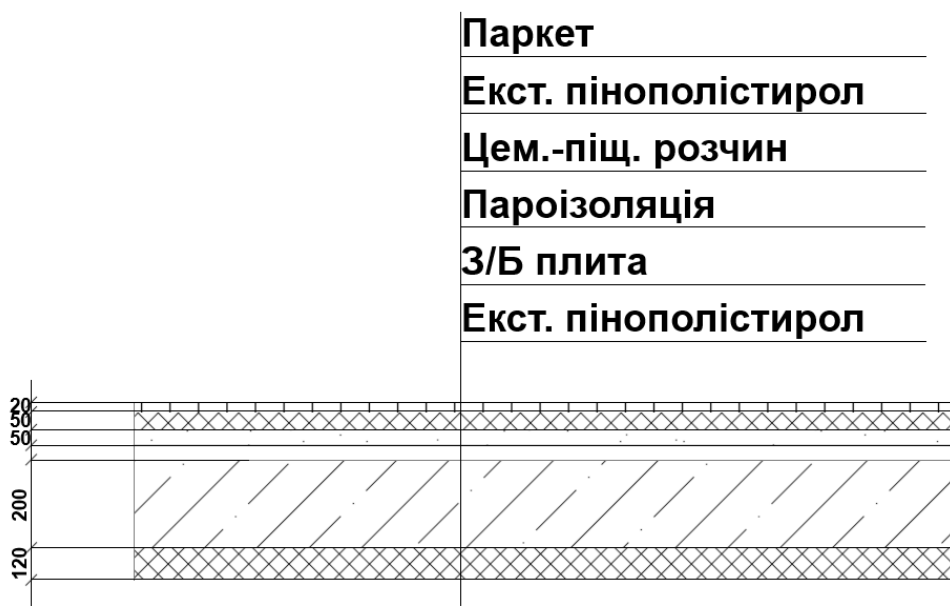 Паркет
Екст. пінополістирол
Цем.-піщ. розчин
Пароізоляція
З/Б плита
Екст. пінополістирол
20
50
50
200
120